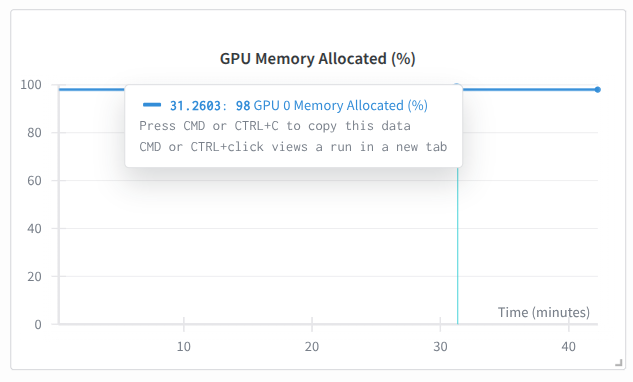 GPU Memory Allocated (%)
100
31.2603: 98 GPU 0 Memory Allocated (%)
Press CMD or CTRL+C to copy this data
80
CMD or CTRL+click views a run in a new tab
60
40
20
Time (minutes)
0
10 20 30 40